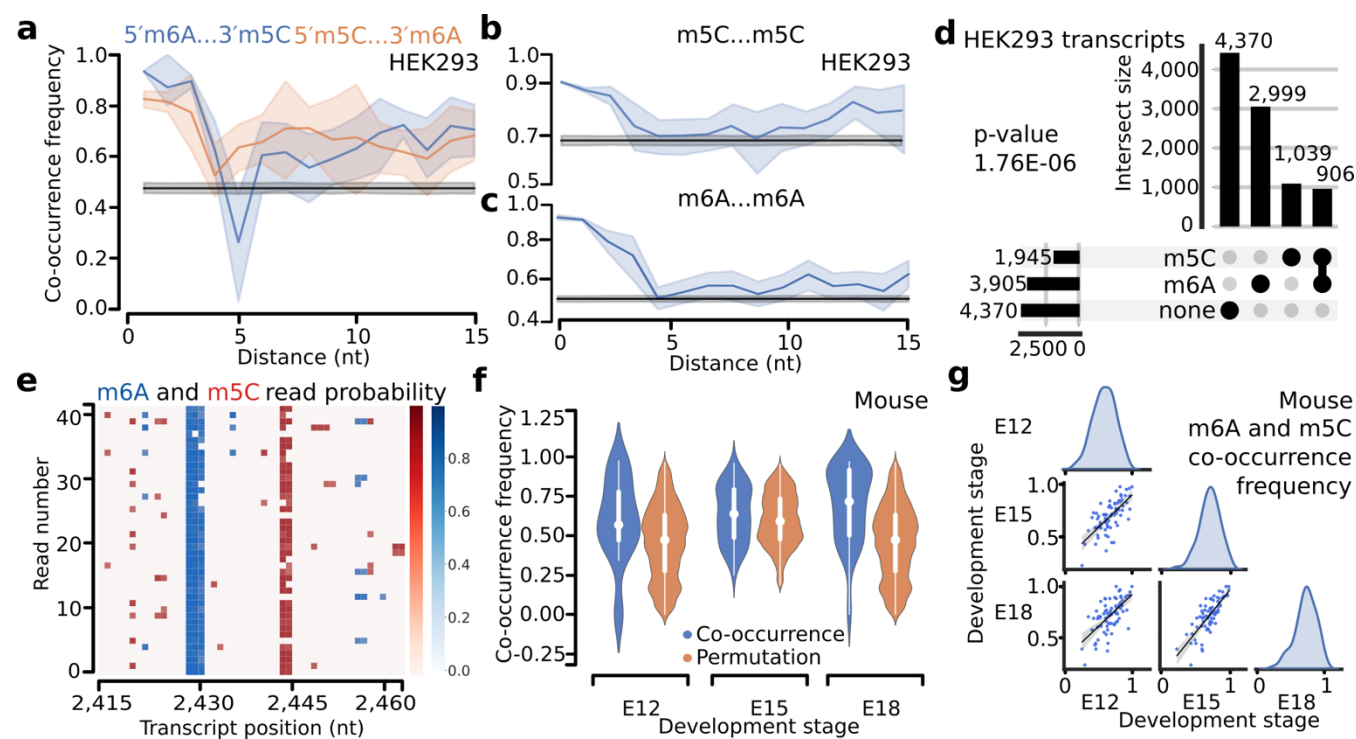 a
5′m6A...3′m5C 5′m5C...3′m6A
HEK293
Co-occurrence frequency
1.0
0.8
0.6
0.4
0.2
0.0
0
5
10
15
Distance (nt)
b
m5C...m5C
HEK293
1.0
0.9
0.7
0.5
c
m6A...m6A
1.0
0.8
0.6
0.4
0
5
10
15
Distance (nt)
d
HEK293 transcripts
p-value
1.76E-06
Intersect size
4,000
3,000
2,000
1,000
0
4,370
2,999
1,039
906
1,945
m5C
3,905
m6A
4,370
none
2,500 0
e
m6A and m5C read probability
Read number
40
30
20
10
0
2,415
2,430
2,445
2,460
Transcript position (nt)
0.8
0.6
0.4
0.2
0.0
f
Mouse
Co-occurrence frequency
1.25
1.00
0.75
0.50
0.25
0.00
-0.25
Co-occurrence
Permutation
E12
E15
E18
Development stage
g
Mouse
m6A and m5C
co-occurrence
frequency
Development stage
E12
E15
1.0
0.5
E18
1.0
0.5
0
1
0
1
0
1
E12
E15
E18
Development stage